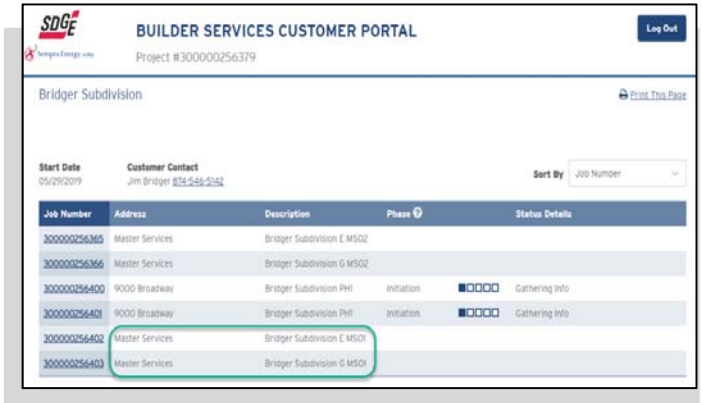 SDGE
BUILDER SERVICES CUSTOMER PORTAL
Log Out
Sempra Energy utility
Project #300000256379
Bridger Subdivision
Print This Page
Start Date
Customer Contact
05/29/2019
Jim Bridger 874-546-5142
Sort By Job Number
Job Number Address Description Phase ? Status Details
300000256365 Master Services Bridger Subdivision E MS02
300000256366 Master Services Bridger Subdivision G MS02
300000256400 9000 Broadway Bridger Subdivision PH1 Initiation Gathering Info
300000256401 9000 Broadway Bridger Subdivision PH1 Initiation Gathering Info
300000256402 Master Services Bridger Subdivision E MS01
300000256403 Master Services Bridger Subdivision G MS01